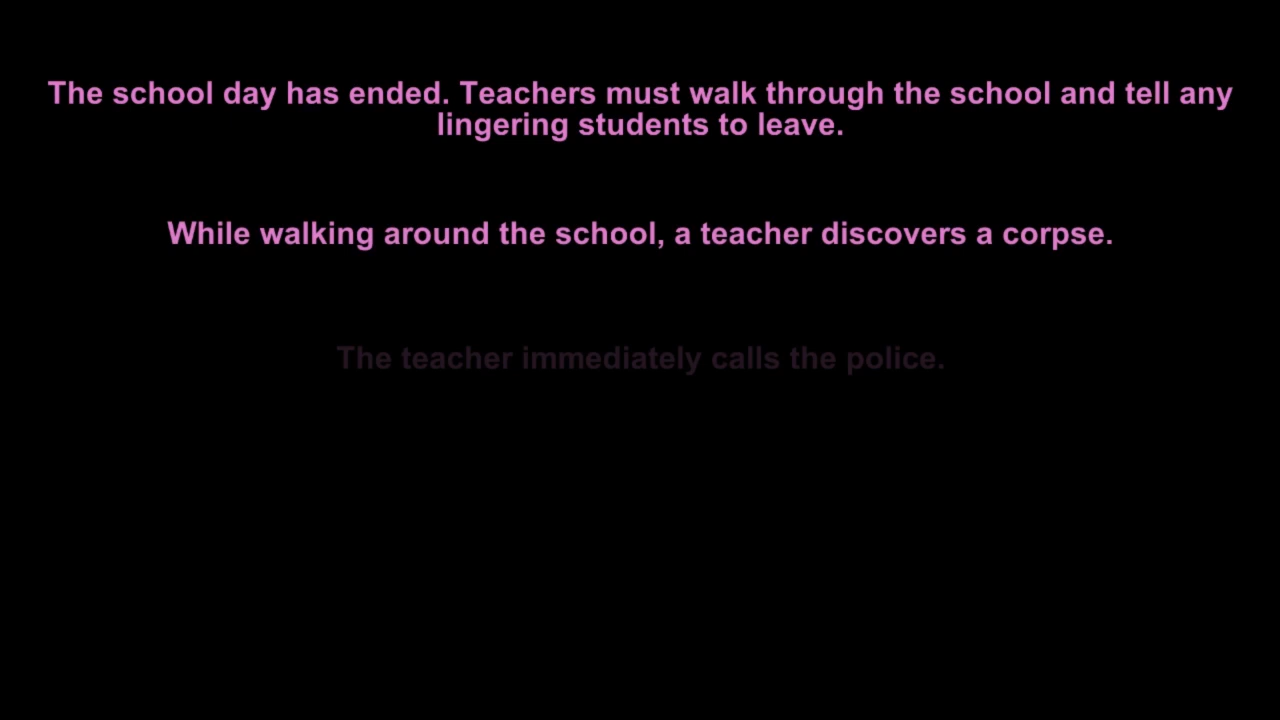 The school day has ended. Teachers must walk through the school and tell any
lingering students to leave.
While walking around the school, a teacher discovers a corpse.
The teacher immediately calls the police.